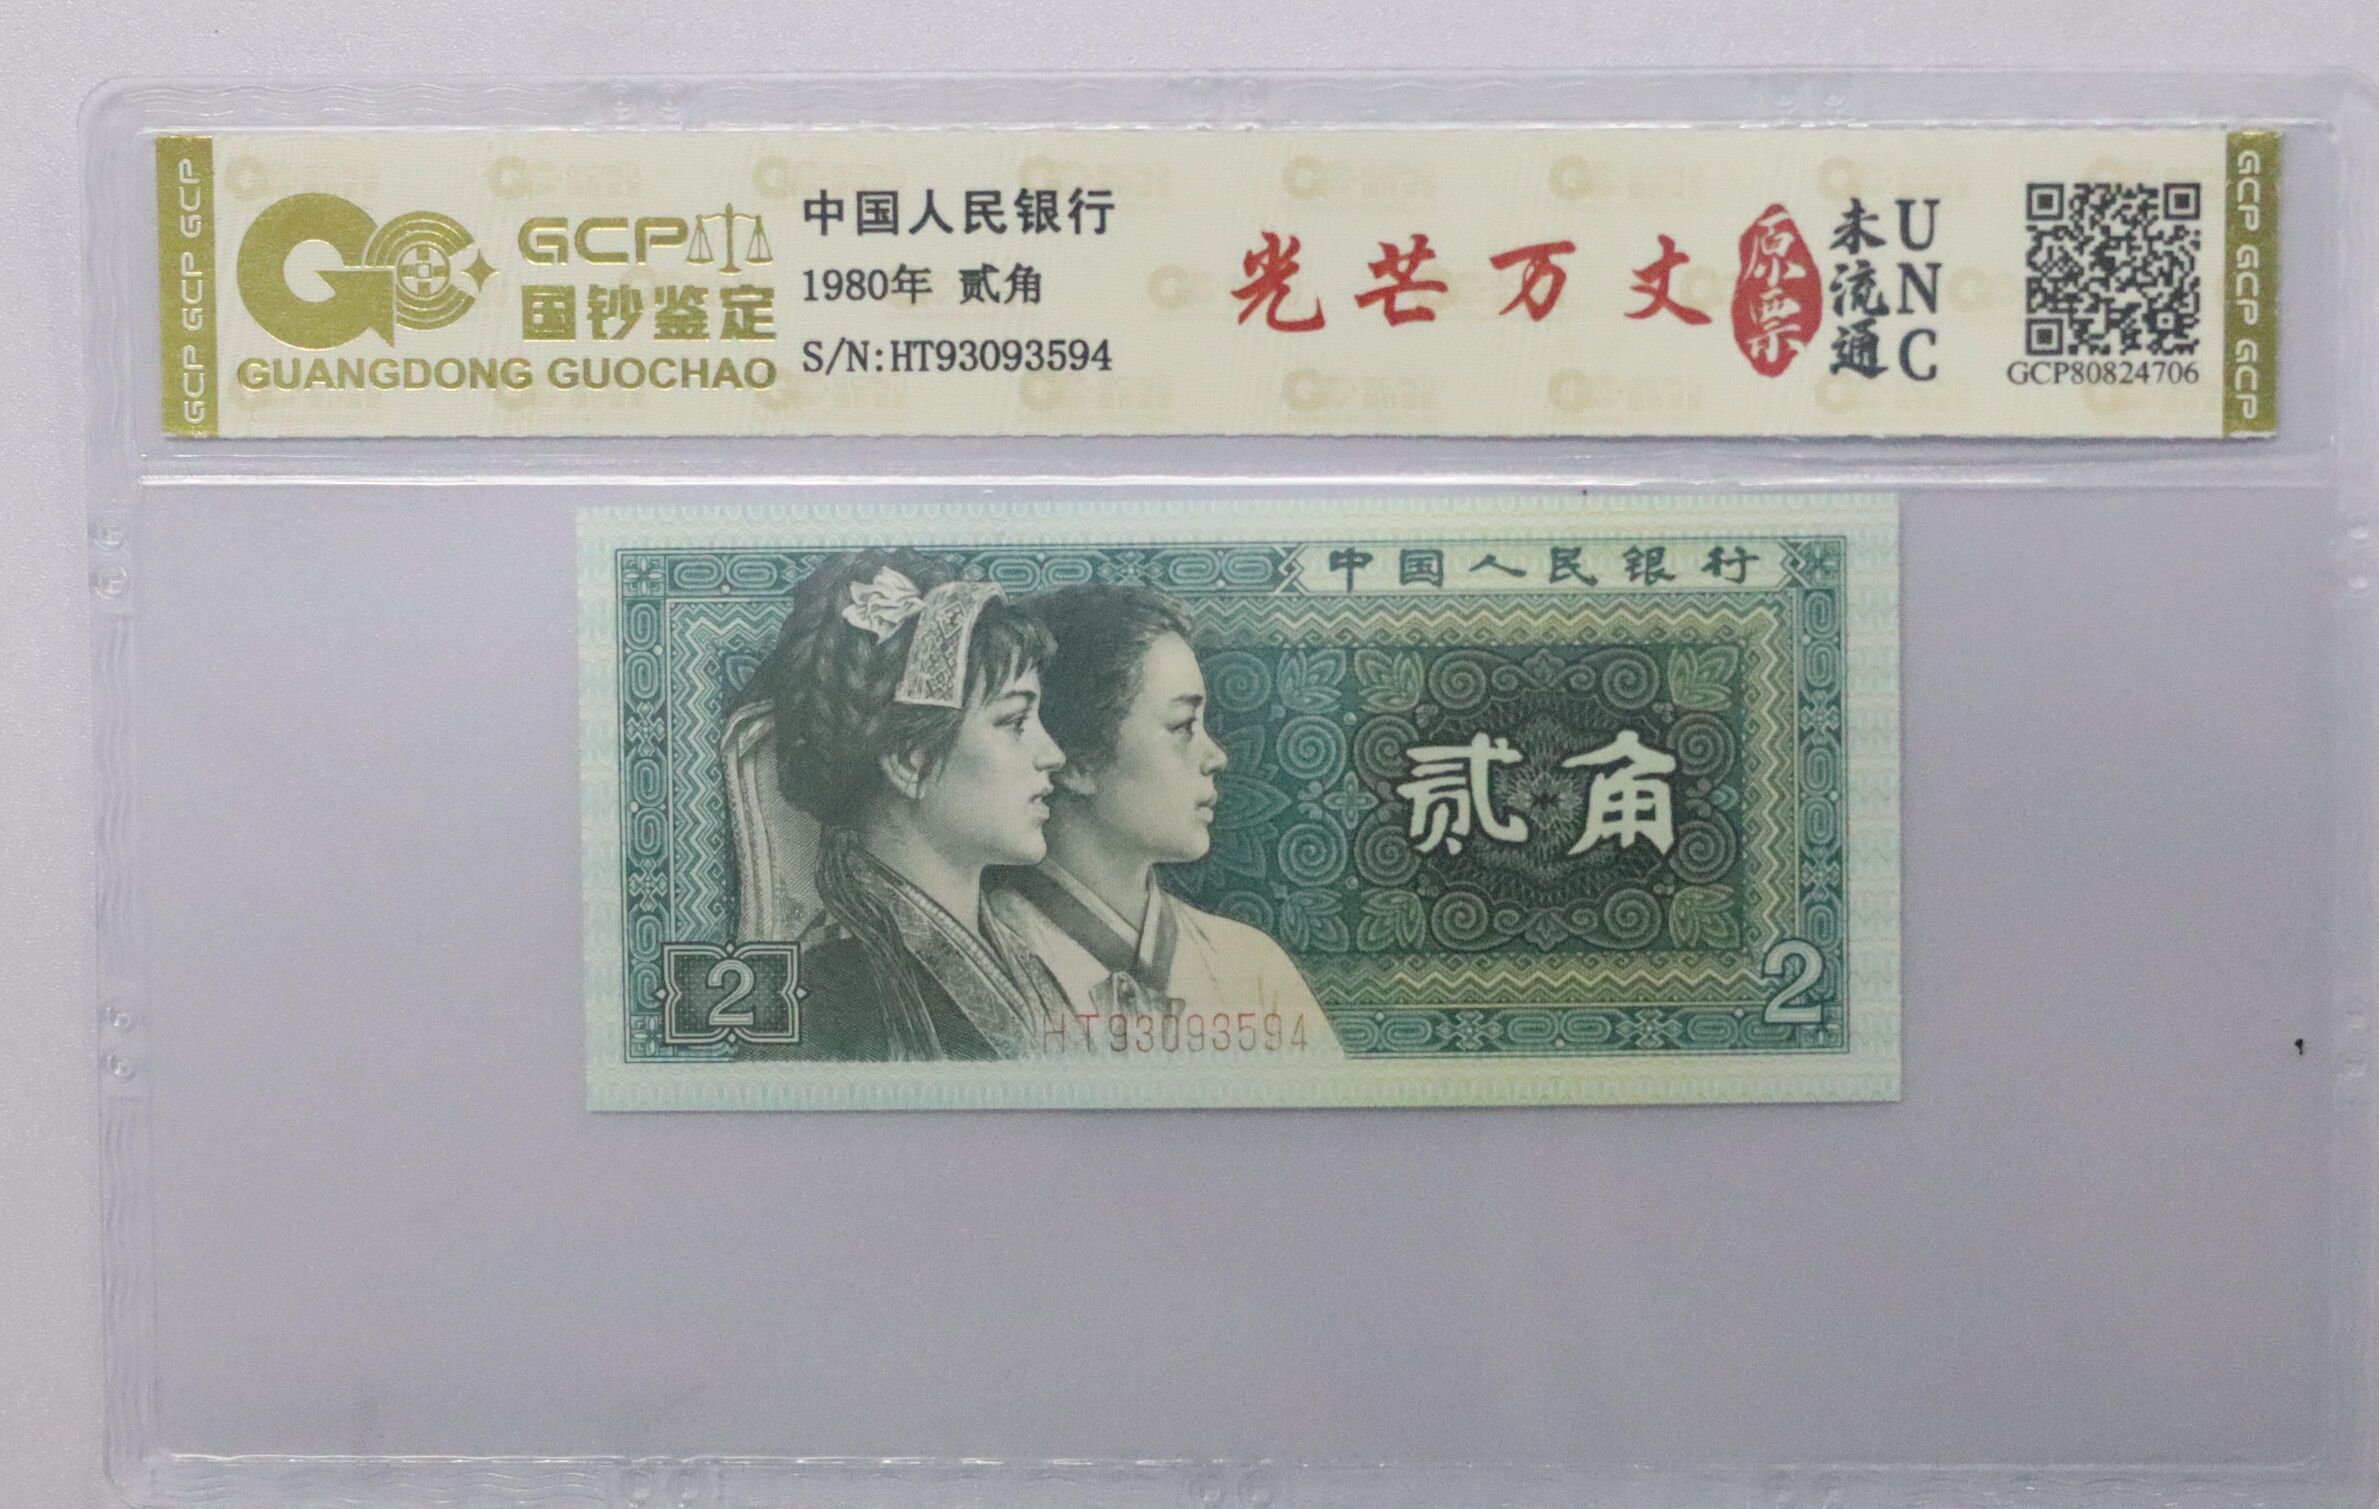 GCP GCP GCP
GCP
国钞鉴定
GUANGDONG GUOCHAO
中国人民银行
1980年 贰角
S/N:HT93093594
光芒万丈
原票
未流通
UNC
GCP80824706
GCP GCP GCP
中国人民银行
贰角
2
2
HT93093594